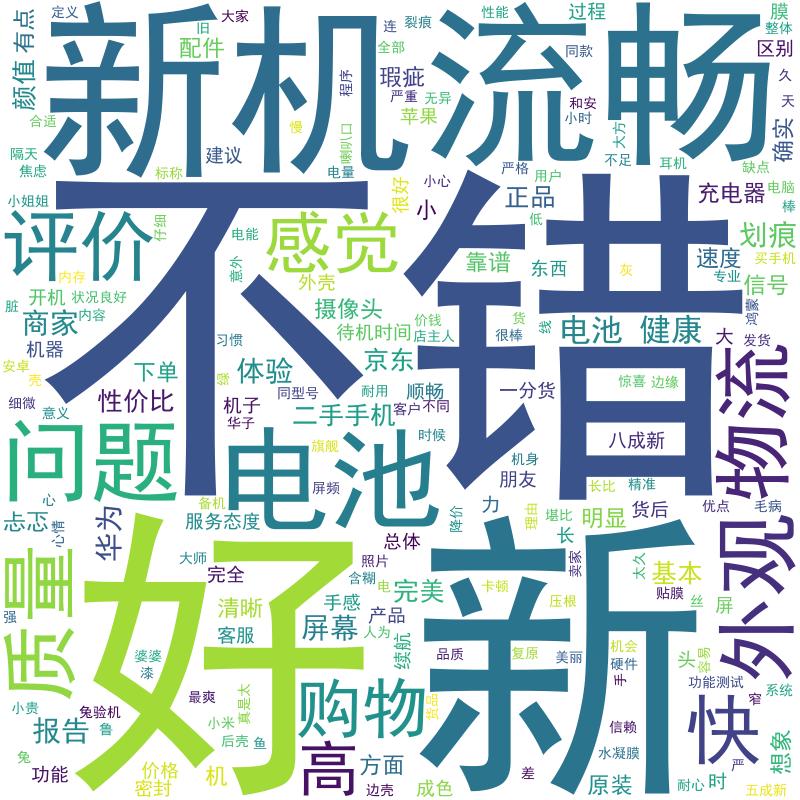 新机流畅
不错
好
新
评价
感觉
电池
问题
质量
购物
物流
外观
快
高
颜值 有点
定义
旧
大家
配件
连
裂痕
性能
过程
膜
整体
区别
全部
同款
瑕疵
严重
无异
苹果
和安
小时
程序
合适
慢
喇叭口
大方
久
天
确实
隔天
焦虑
建议
标称
电量
很好
小心
小
严格
正品
用户
不足
耳机
缺点
电脑
充电器
棒
小姐姐
仔细
电能
意外
低
划痕
买手机
靠谱
东西
灰
速度
专业
信号
鸿蒙
脏
内存
外壳
开机
状况良好
内容
摄像头
待机时间
价钱
店主人
货
很棒
线
电池 健康
大
发货
商家
机器
习惯
安卓
壳
下单
体验
绿
京东
同型号
耐用
顺畅
一分货
惊喜
边缘
细微
意义
性价比
机子
华子
二手手机
客户
不同
八成新
旗舰
时候
机身
朋友
屏频
长比
精准
备机
心
忐忑
心情
华为
服务态度
降价
力
理由
堪比
长
明显
货后
优点
毛病
大师
总体
照片
完全
含糊
电
完美
卡顿
卖家
太久
基本
贴膜
丝
屏
强
清晰
手感
产品
压根
客服
屏幕
人为
续航
婆婆
漆
品质
复原
美丽
机会
硬件
手
头
容易
功能测试
系统
窄
小贵
兔验机
最爽
真是太
报告
鲁
小米
后壳
鱼
货品
信赖
水凝膜
严
想象
兔
功能
价格
密封
机
方面
边壳
成色
差
原装
耐心
时
五成新